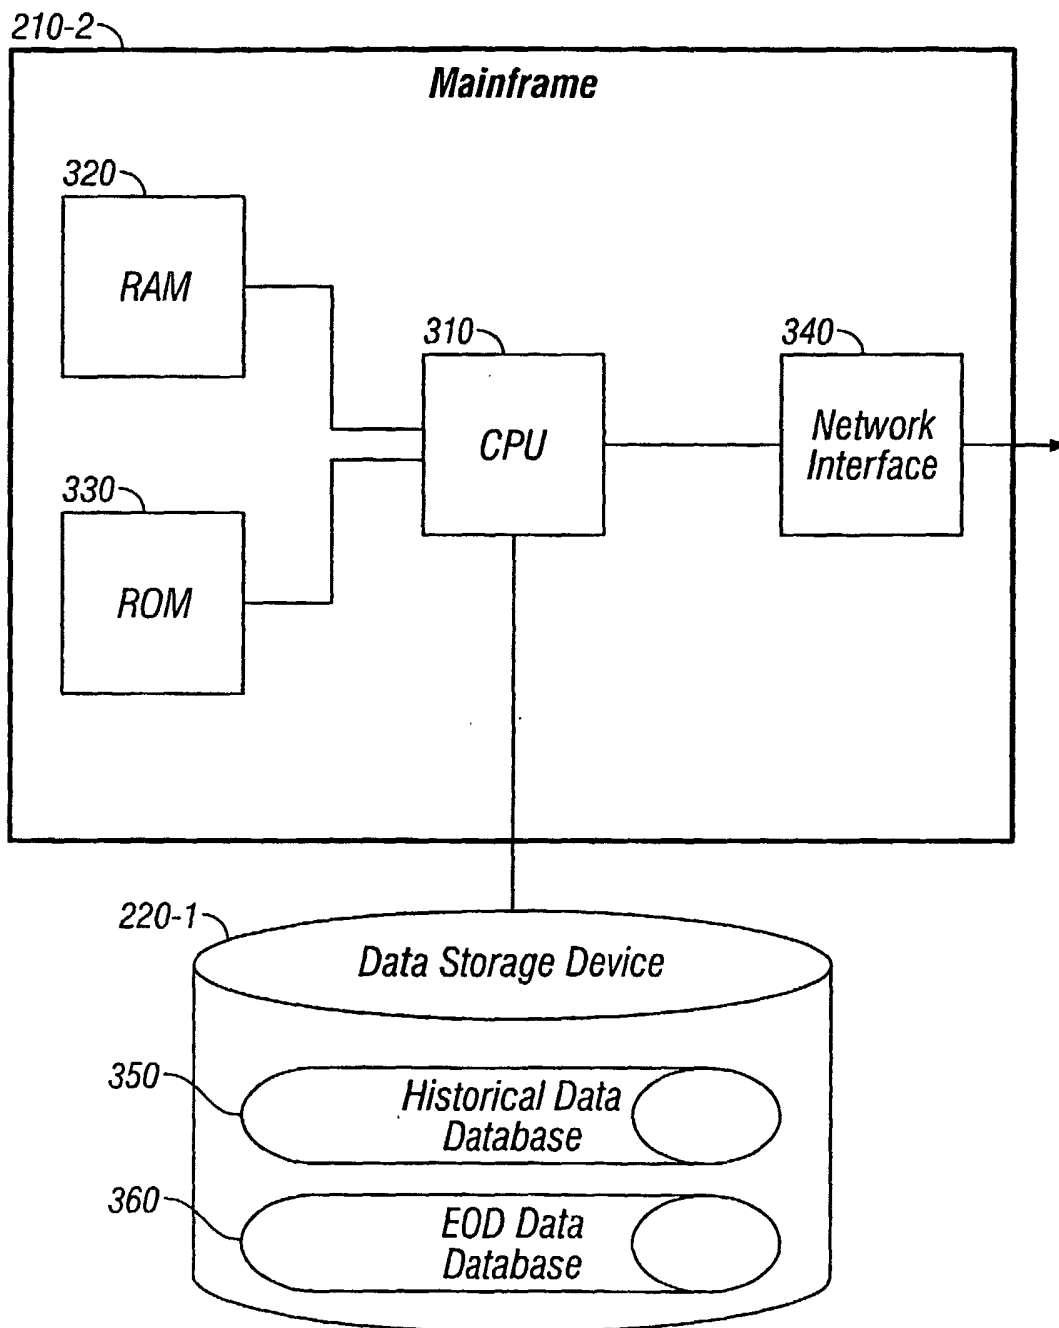 210-2
Mainframe
320
RAM
310
CPU
340
Network
Interface
330
ROM
220-1
Data Storage Device
350
Historical Data
Database
360
EOD Data
Database